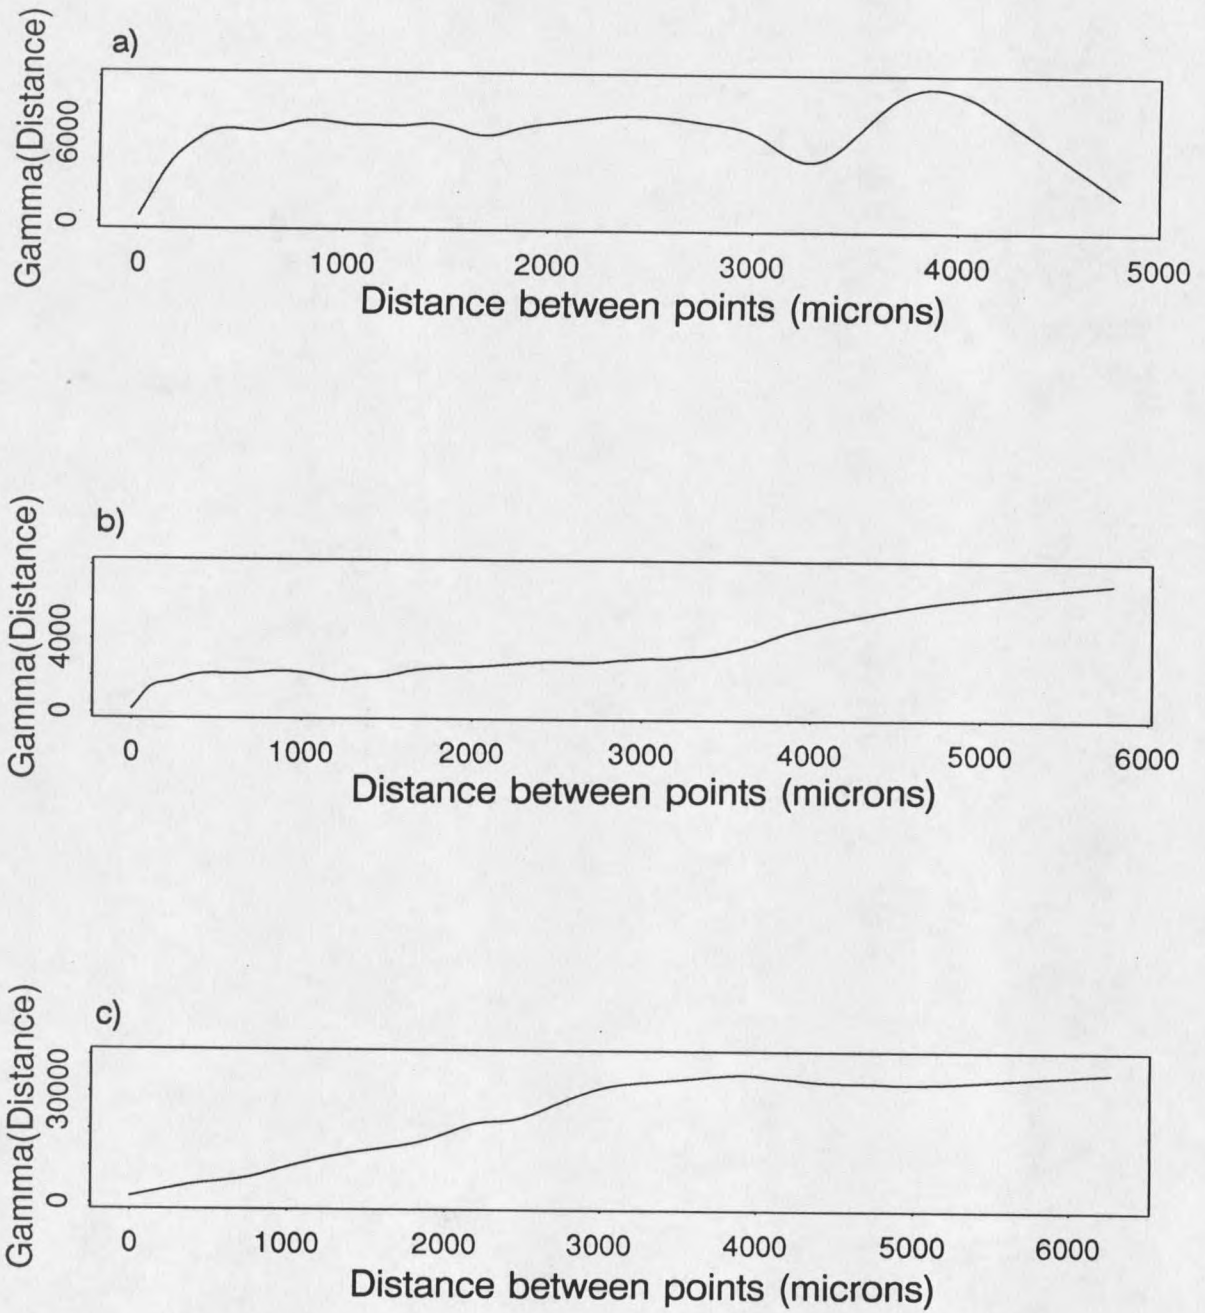 a)
Gamma(Distance)
6000
0
0 1000 2000 3000 4000 5000
Distance between points (microns)
b)
Gamma(Distance)
4000
0
0 1000 2000 3000 4000 5000 6000
Distance between points (microns)
c)
Gamma(Distance)
30000
0
0 1000 2000 3000 4000 5000 6000
Distance between points (microns)